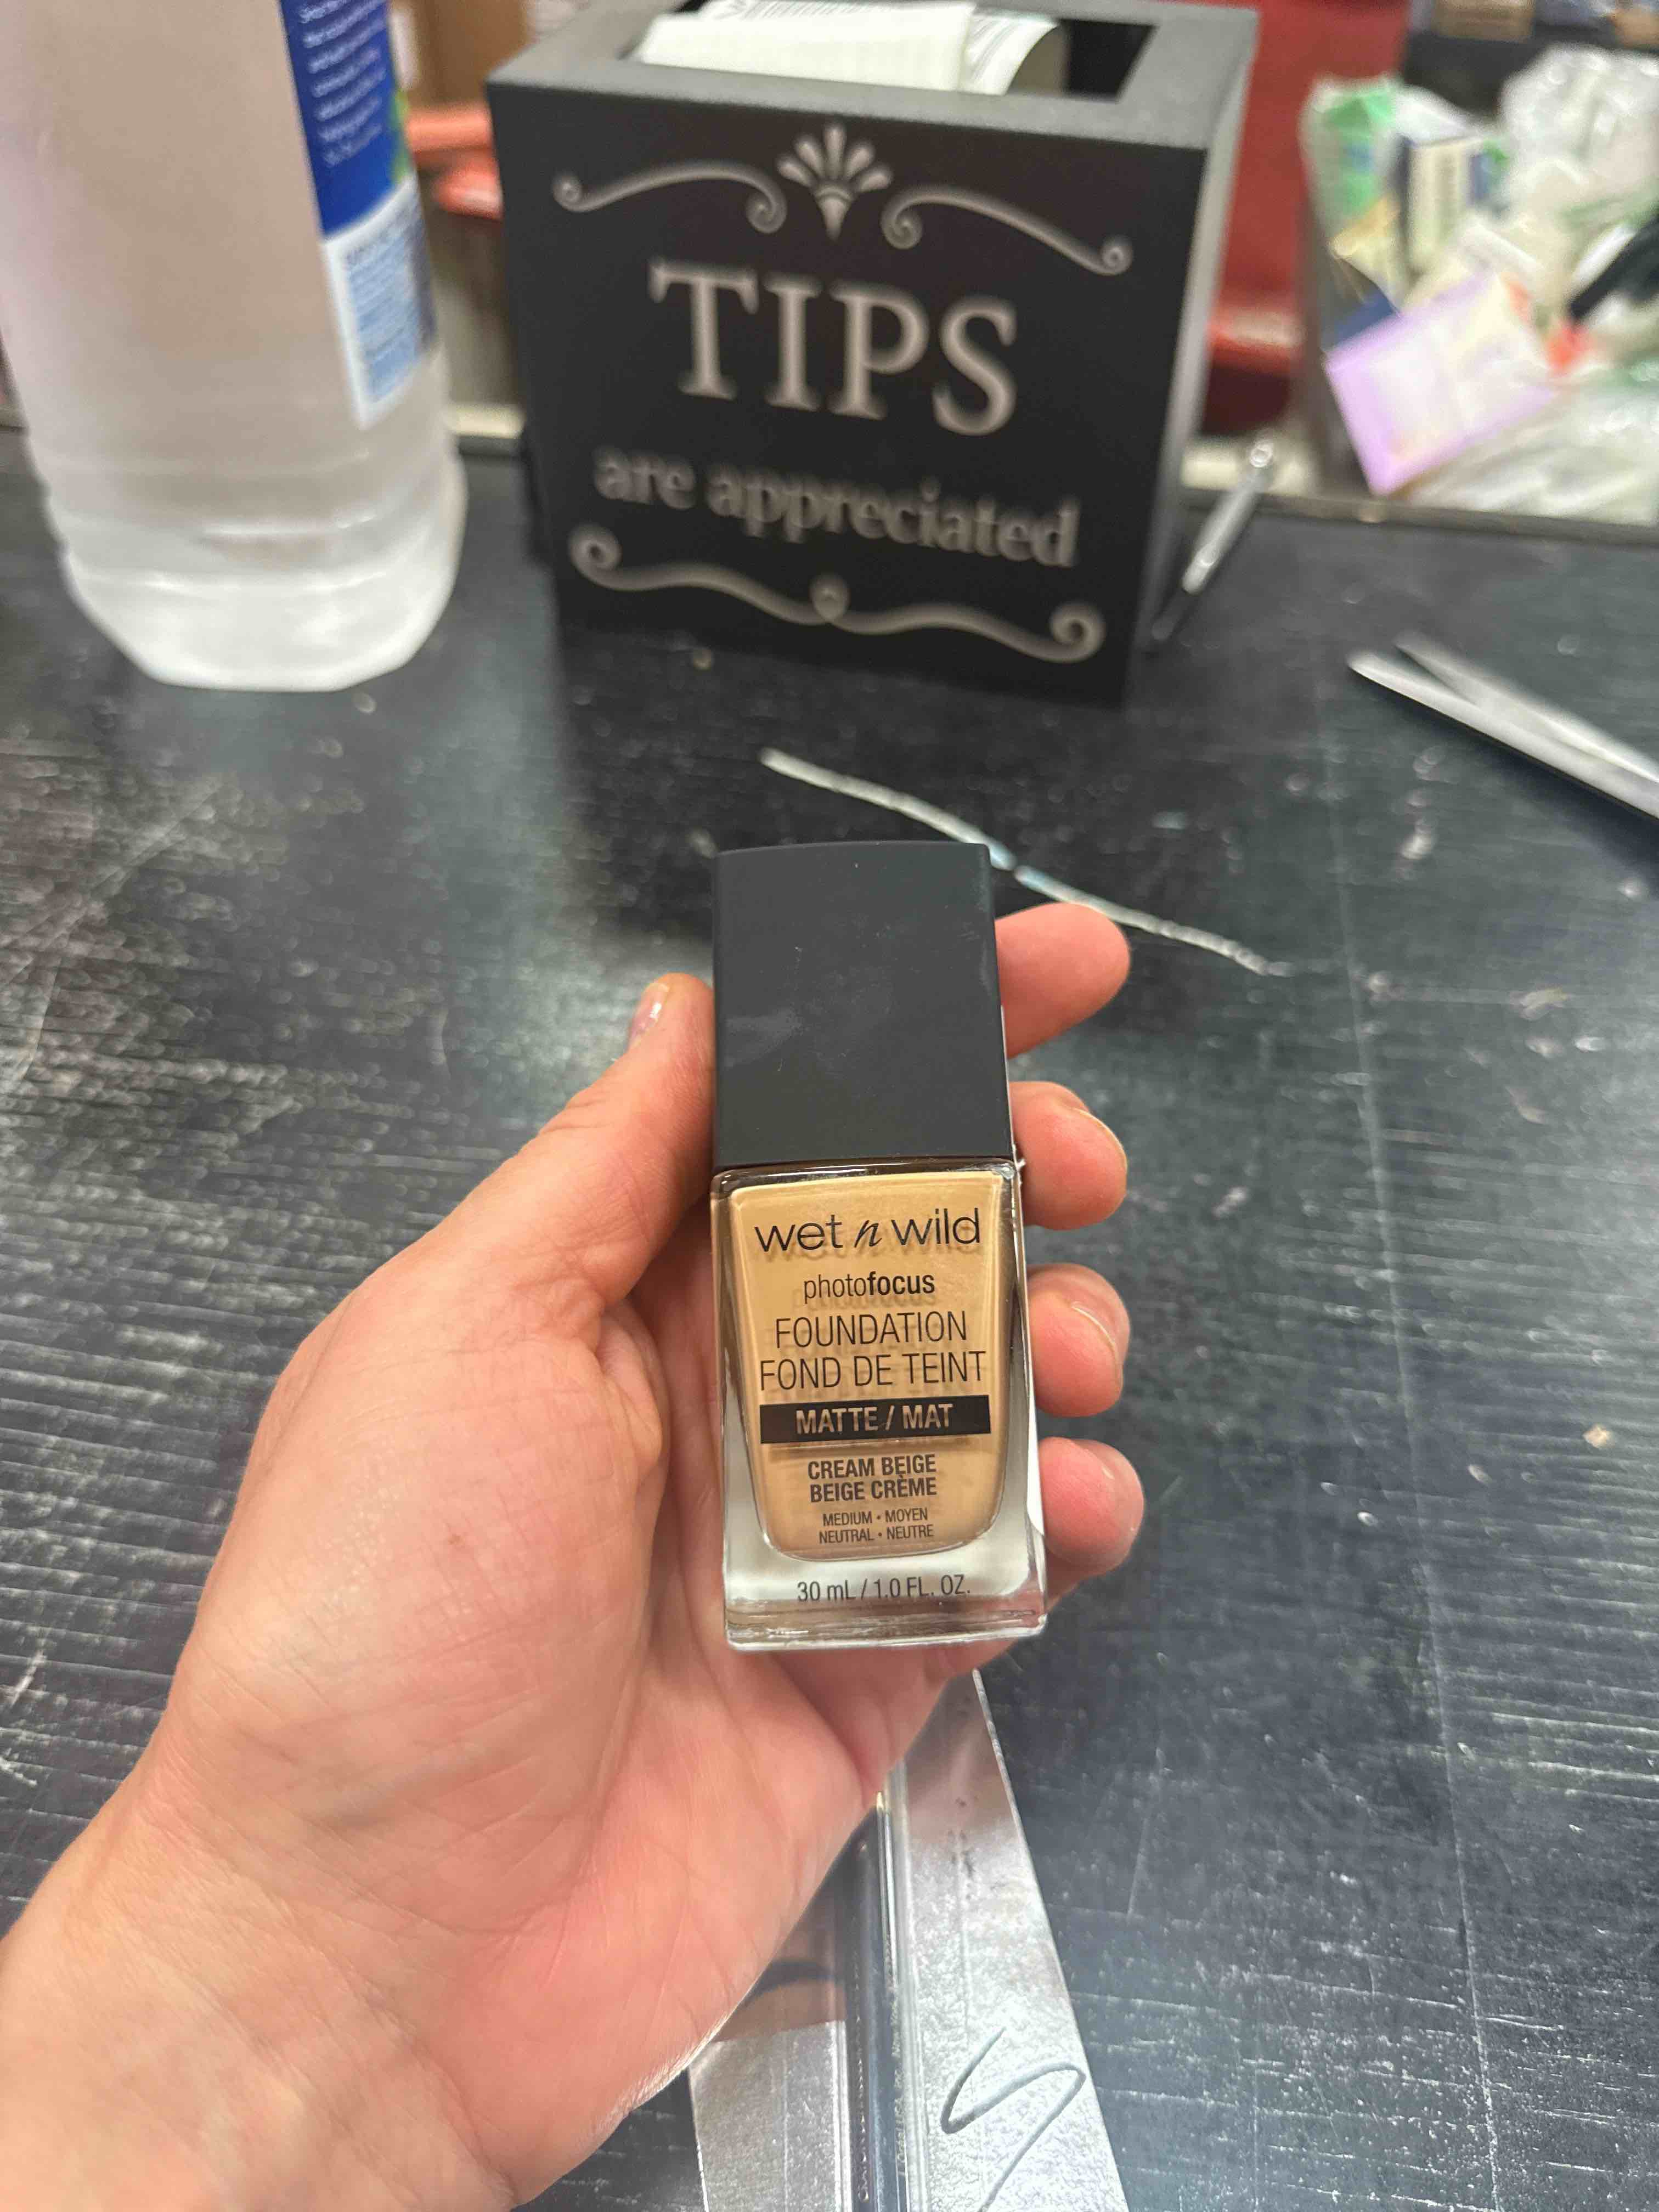 TIPS
are appreciated
wet n wild
photofocus
FOUNDATION
FOND DE TEINT
MATTE / MAT
CREAM BEIGE
BEIGE CRÈME
MEDIUM • MOYEN
NEUTRAL • NEUTRE
30 mL / 1.0 FL. OZ.